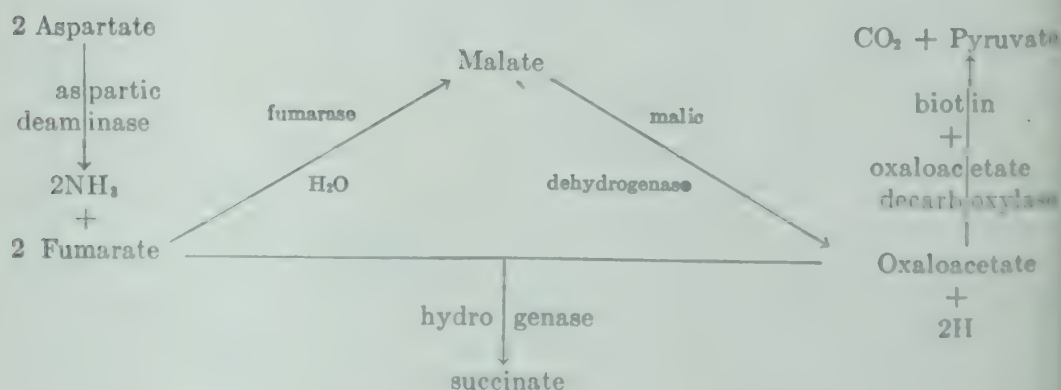 2 Aspartate
aspartic
deaminase
2NH₃
+
2 Fumarate
fumarase
H₂O
Malate
malic
dehydrogenase
hydrogenase
succinate
CO₂ + Pyruvate
biotin
+
oxaloacetate
decarboxylase
Oxaloacetate
+
2H